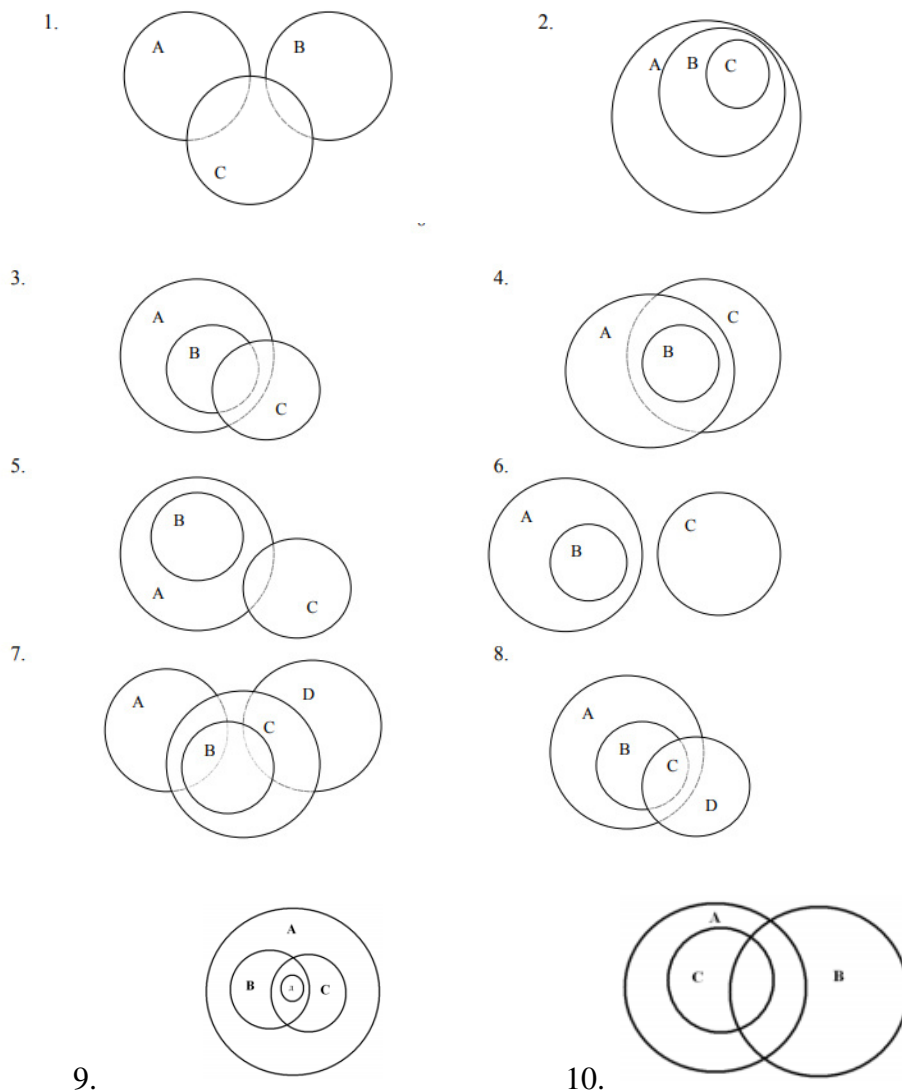 1. 2.
A B A B C
C
3. 4.
A A C
B B
C
5. 6.
B A C
A B
C
7. 8.
A D A
C
B B C
D
A A
B C C B
9. 10.